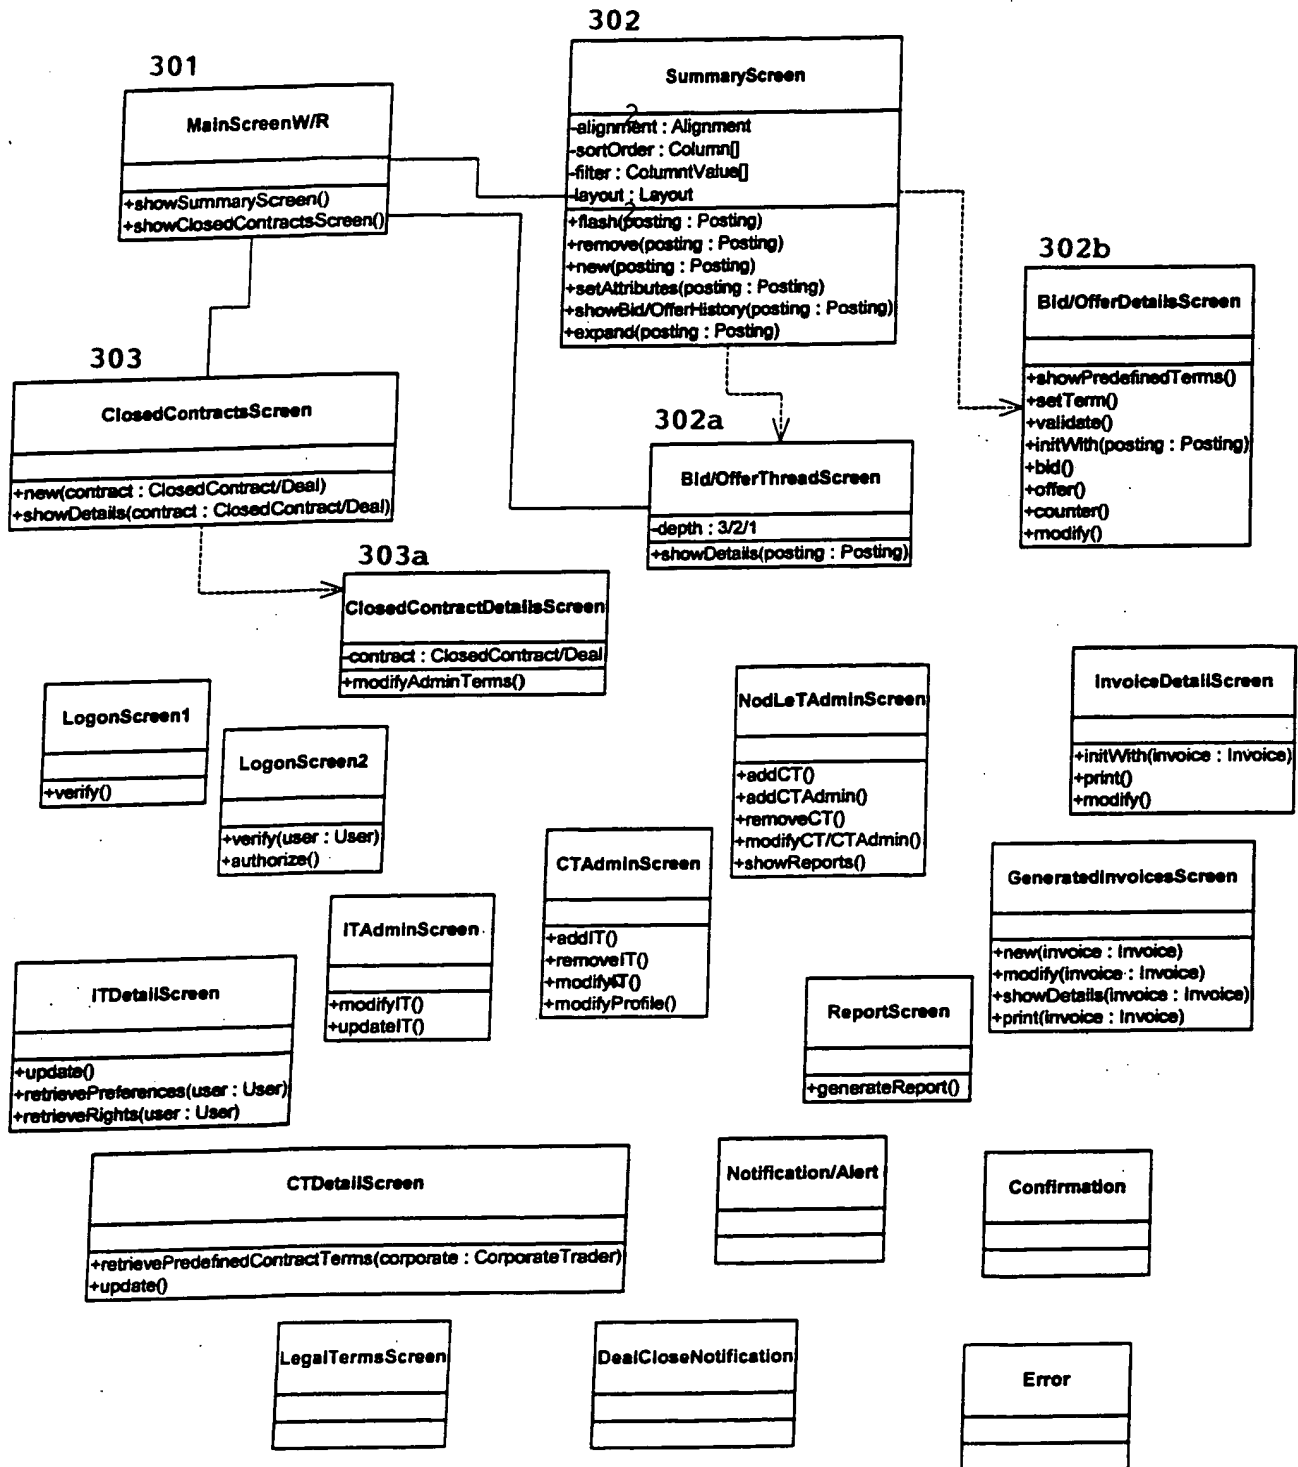 302
SummaryScreen
-alignment : Alignment
-sortOrder : Column[]
-filter : ColumntValue[]
-layout : Layout
+flash(posting : Posting)
+remove(posting : Posting)
+new(posting : Posting)
+setAttributes(posting : Posting)
+showBid/OfferHistory(posting : Posting)
+expand(posting : Posting)
301
MainScreenW/R
+showSummaryScreen()
+showClosedContractsScreen()
302b
Bid/OfferDetailsScreen
+showPredefinedTerms()
+setTerm()
+validate()
+initWith(posting : Posting)
+bid()
+offer()
+counter()
+modify()
303
ClosedContractsScreen
+new(contract : ClosedContract/Deal)
+showDetails(contract : ClosedContract/Deal)
302a
Bid/OfferThreadScreen
-depth : 3/2/1
+showDetails(posting : Posting)
303a
ClosedContractDetailsScreen
-contract : ClosedContract/Deal
+modifyAdminTerms()
LogonScreen1
+verify()
LogonScreen2
+verify(user : User)
+authorize()
NodLeTAdminScreen
+addCT()
+addCTAdmin()
+removeCT()
+modifyCT/CTAdmin()
+showReports()
InvoiceDetailScreen
+initWith(invoice : Invoice)
+print()
+modify()
CTAdminScreen
+addIT()
+removeIT()
+modifyIT()
+modifyProfile()
GeneratedInvoicesScreen
+new(invoice : Invoice)
+modify(invoice : Invoice)
+showDetails(invoice : Invoice)
+print(invoice : Invoice)
ITAdminScreen
+modifyIT()
+updateIT()
ITDetailScreen
+update()
+retrievePreferences(user : User)
+retrieveRights(user : User)
ReportScreen
+generateReport()
CTDetailScreen
+retrievePredefinedContractTerms(corporate : CorporateTrader)
+update()
Notification/Alert
Confirmation
LegalTermsScreen
DealCloseNotification
Error